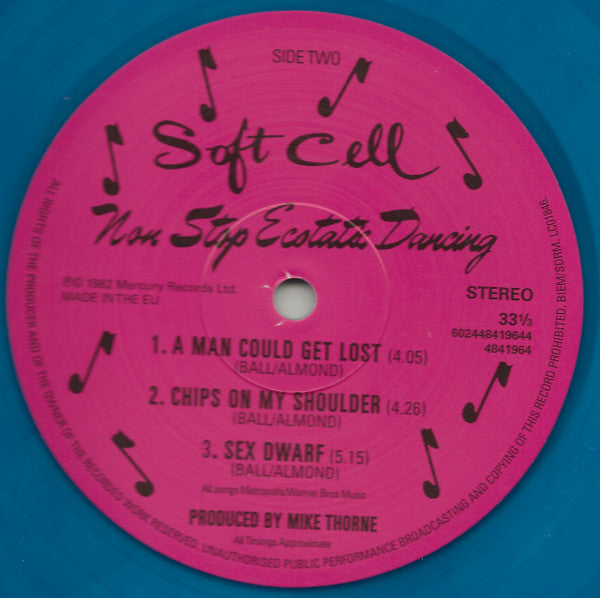 SIDE TWO
Soft Cell
Non Stop Ecstatic Dancing
℗© 1982 Mercury Records Ltd.
MADE IN THE EU
STEREO
33⅓
602448419644
4841964
1. A MAN COULD GET LOST (4.05)
(BALL/ALMOND)
2. CHIPS ON MY SHOULDER (4.26)
(BALL/ALMOND)
3. SEX DWARF (5.15)
(BALL/ALMOND)
All songs Metropolis/Warner Bros Music
PRODUCED BY MIKE THORNE
All Timings Approximate
ALL RIGHTS OF THE PRODUCER AND OF THE OWNER OF THE RECORDED WORK RESERVED. UNAUTHORISED PUBLIC PERFORMANCE BROADCASTING AND COPYING OF THIS RECORD PROHIBITED. BIEM/SDRM. LC01846.